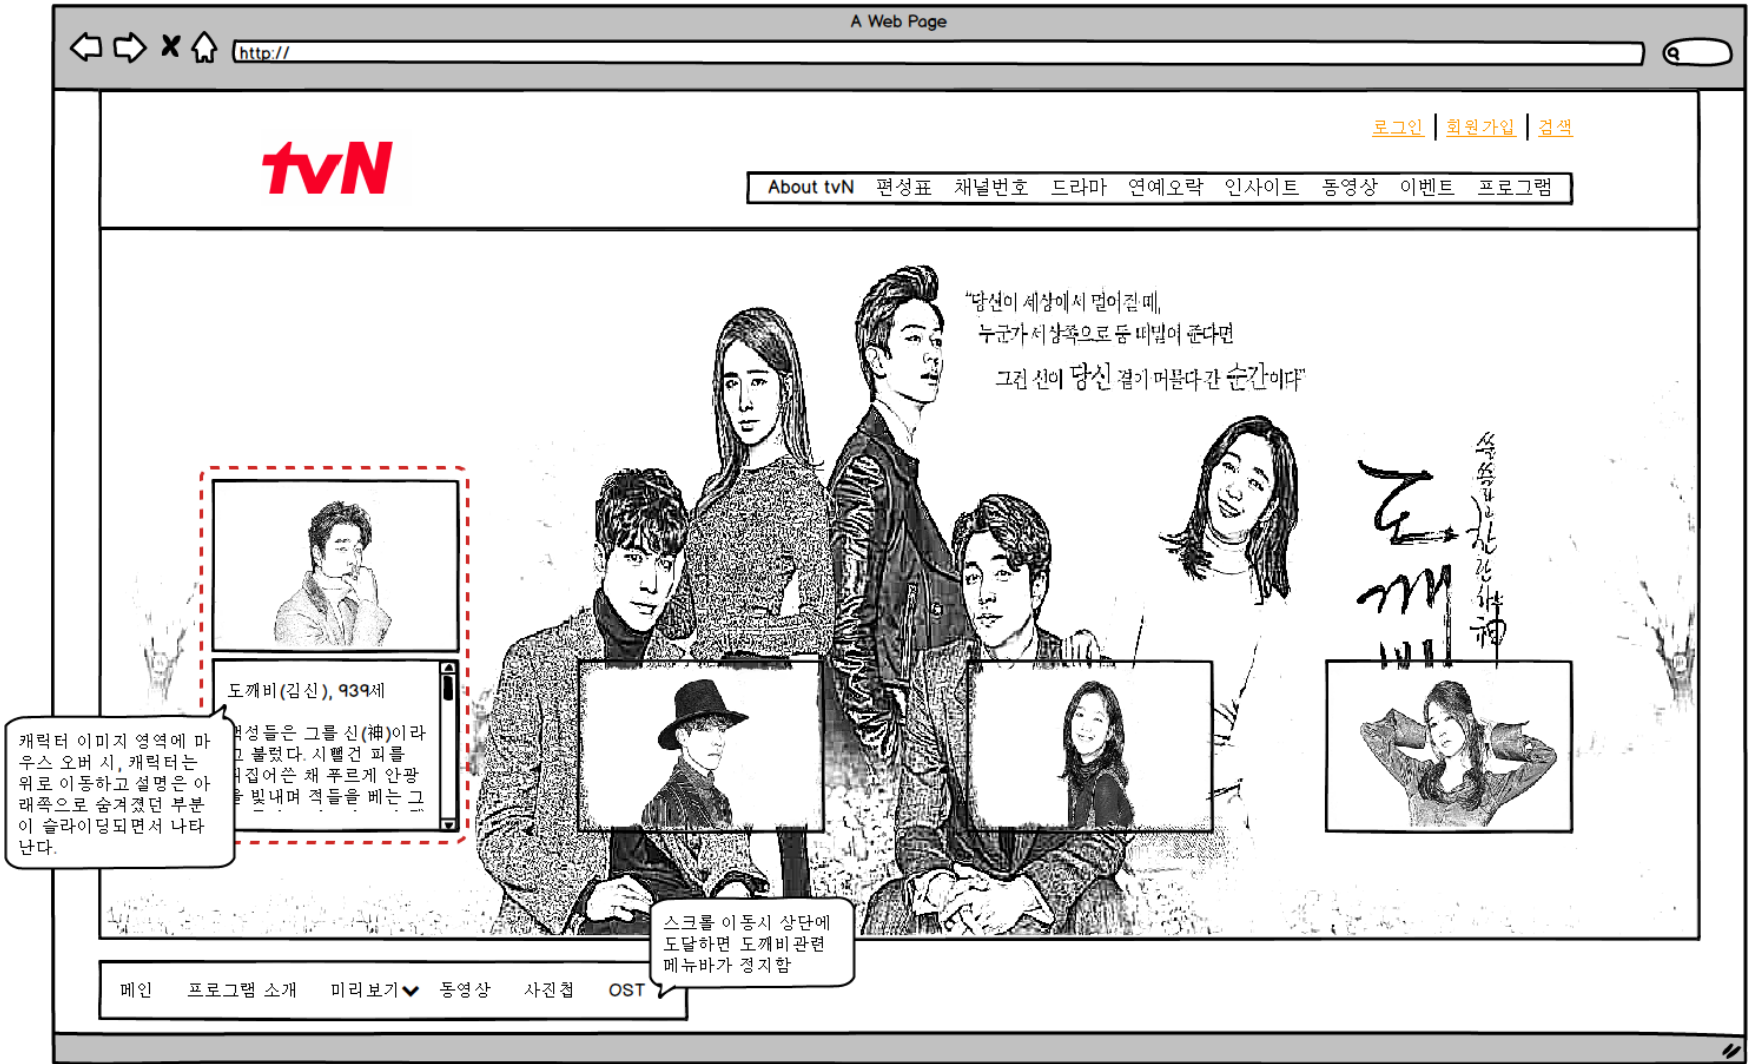 A Web Page
http://
tvN
로그인 | 회원가입 | 검색
About tvN 편성표 채널번호 드라마 연예오락 인사이트 동영상 이벤트 프로그램
“당신이 세상에서 멀어질 때,
누군가 세상쪽으로 등 떠밀어 준다면
그건 신이 당신 곁에 머물다 간 순간이다”
쓸쓸하고 찬란하神
도깨비
도깨비(김신), 939세
성들은 그를 신(神)이라
불렀다. 시뻘건 피를
집어쓴 채 푸르게 안광
을 빛내며 적들을 베는 그
캐릭터 이미지 영역에 마
우스 오버 시, 캐릭터는
위로 이동하고 설명은 아
래쪽으로 숨겨졌던 부분
이 슬라이딩되면서 나타
난다.
스크롤 이동시 상단에
도달하면 도깨비관련
메뉴바가 정지함
메인 프로그램 소개 미리보기 동영상 사진첩 OST